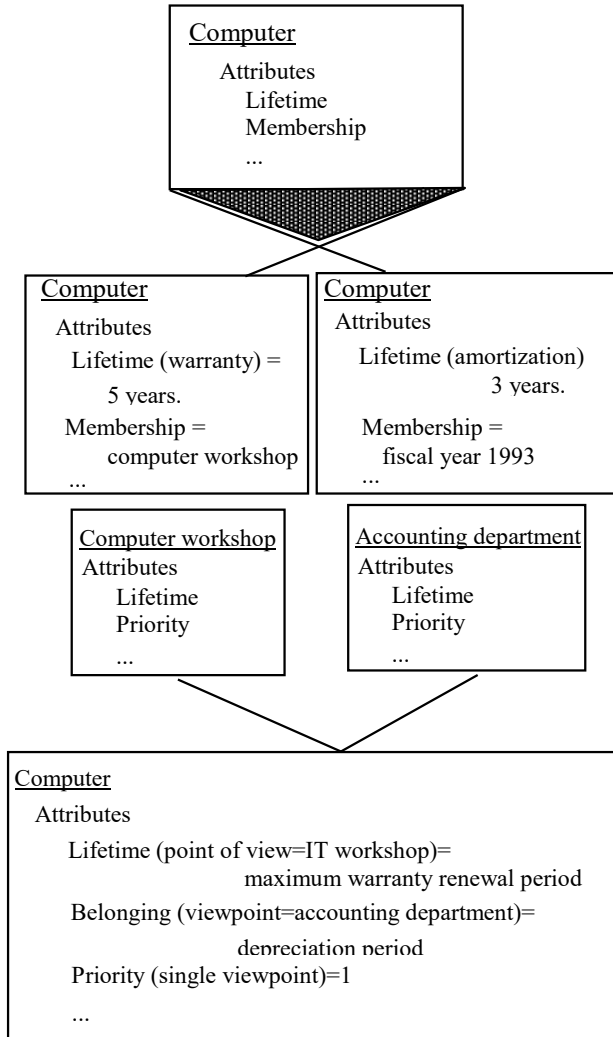 Computer
Attributes
Lifetime
Membership
...
Computer
Attributes
Lifetime (warranty) =
5 years.
Membership =
computer workshop
...
Computer
Attributes
Lifetime (amortization)
3 years.
Membership =
fiscal year 1993
...
Computer workshop
Attributes
Lifetime
Priority
...
Accounting department
Attributes
Lifetime
Priority
...
Computer
Attributes
Lifetime (point of view=IT workshop)=
maximum warranty renewal period
Belonging (viewpoint=accounting department)=
depreciation period
Priority (single viewpoint)=1
...